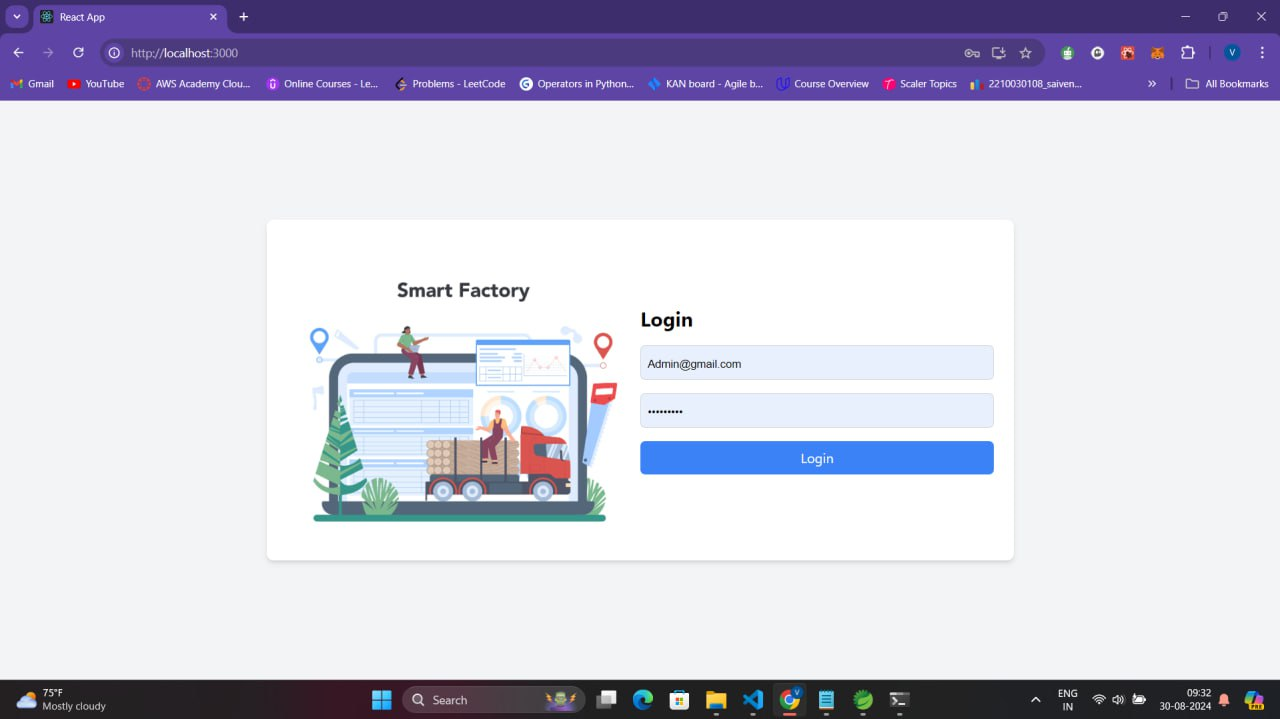 React App
http://localhost:3000
Gmail
YouTube
AWS Academy Clou...
Online Courses - Le...
Problems - LeetCode
Operators in Python...
KAN board - Agile b...
Course Overview
Scaler Topics
2210030108_saiven...
»
All Bookmarks
V
Smart Factory
Login
Admin@gmail.com
•••••••••
Login
75°F
Mostly cloudy
Search
V
ENG
IN
09:32
30-08-2024